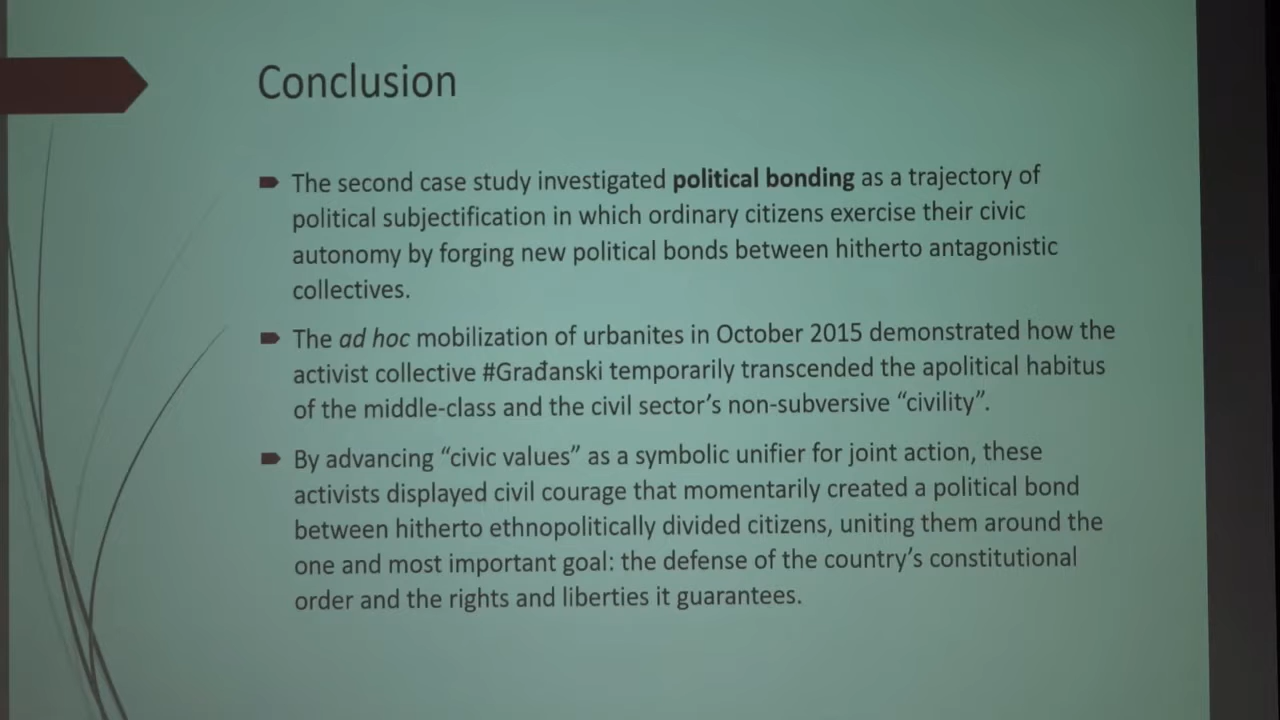 Conclusion
The second case study investigated political bonding as a trajectory of
political subjectification in which ordinary citizens exercise their civic
autonomy by forging new political bonds between hitherto antagonistic
collectives.
The ad hoc mobilization of urbanites in October 2015 demonstrated how the
activist collective #Građanski temporarily transcended the apolitical habitus
of the middle-class and the civil sector’s non-subversive “civility”.
By advancing “civic values” as a symbolic unifier for joint action, these
activists displayed civil courage that momentarily created a political bond
between hitherto ethnopolitically divided citizens, uniting them around the
one and most important goal: the defense of the country’s constitutional
order and the rights and liberties it guarantees.